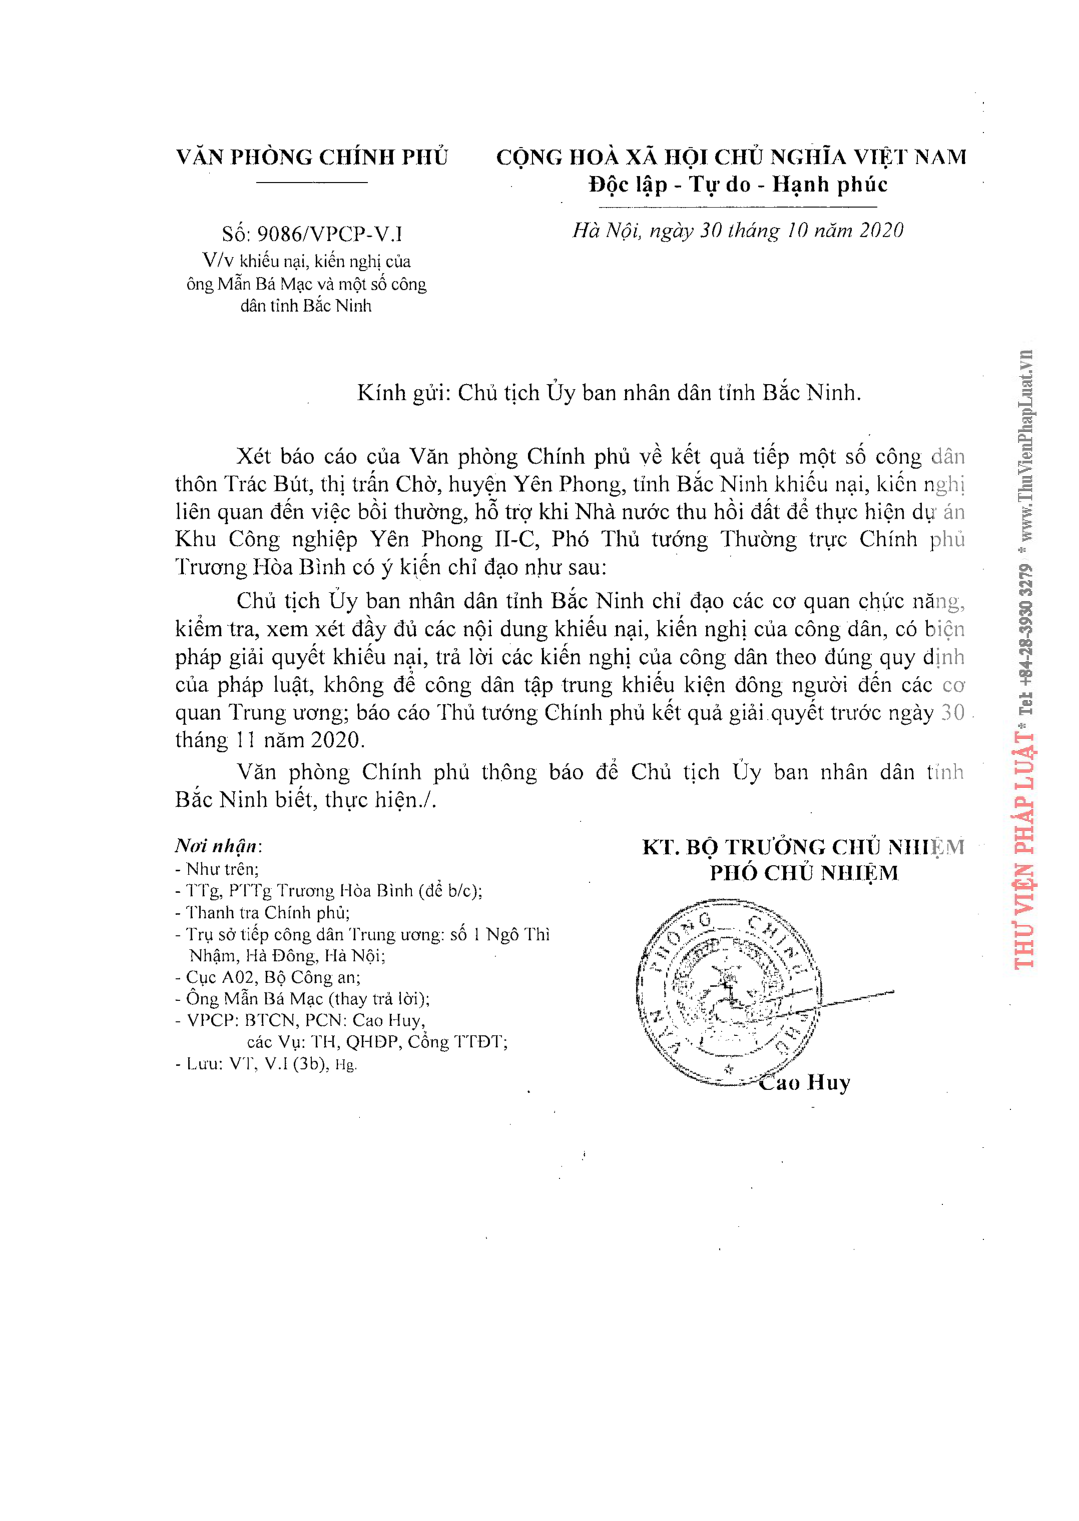 VĂN PHÒNG CHÍNH PHỦ
CỘNG HOÀ XÃ HỘI CHỦ NGHĨA VIỆT NAM
Độc lập - Tự do - Hạnh phúc
Số: 9086/VPCP-V.I
Hà Nội, ngày 30 tháng 10 năm 2020
V/v khiếu nại, kiến nghị của
ông Mẫn Bá Mạc và một số công
dân tỉnh Bắc Ninh
Kính gửi: Chủ tịch Ủy ban nhân dân tỉnh Bắc Ninh.
Xét báo cáo của Văn phòng Chính phủ về kết quả tiếp một số công dân
thôn Trác Bút, thị trấn Chờ, huyện Yên Phong, tỉnh Bắc Ninh khiếu nại, kiến nghị
liên quan đến việc bồi thường, hỗ trợ khi Nhà nước thu hồi đất để thực hiện dự án
Khu Công nghiệp Yên Phong II-C, Phó Thủ tướng Thường trực Chính phủ
Trương Hòa Bình có ý kiến chỉ đạo như sau:
Chủ tịch Ủy ban nhân dân tỉnh Bắc Ninh chỉ đạo các cơ quan chức năng,
kiểm tra, xem xét đầy đủ các nội dung khiếu nại, kiến nghị của công dân, có biện
pháp giải quyết khiếu nại, trả lời các kiến nghị của công dân theo đúng quy định
của pháp luật, không để công dân tập trung khiếu kiện đông người đến các cơ
quan Trung ương; báo cáo Thủ tướng Chính phủ kết quả giải quyết trước ngày 30
tháng 11 năm 2020.
Văn phòng Chính phủ thông báo để Chủ tịch Ủy ban nhân dân tỉnh
Bắc Ninh biết, thực hiện./.
Nơi nhận:
- Như trên;
- TTg, PTTg Trương Hòa Bình (để b/c);
- Thanh tra Chính phủ;
- Trụ sở tiếp công dân Trung ương: số 1 Ngô Thì
Nhậm, Hà Đông, Hà Nội;
- Cục A02, Bộ Công an;
- Ông Mẫn Bá Mạc (thay trả lời);
- VPCP: BTCN, PCN: Cao Huy,
các Vụ: TH, QHĐP, Cổng TTĐT;
- Lưu: VT, V.I (3b), Hg.
KT. BỘ TRƯỞNG CHỦ NHIỆM
PHÓ CHỦ NHIỆM
VĂN PHÒNG CHÍNH PHỦ
Cao Huy
THƯ VIỆN PHÁP LUẬT * Tel: +84-28-3930 3279 * www.ThuVienPhapLuat.vn